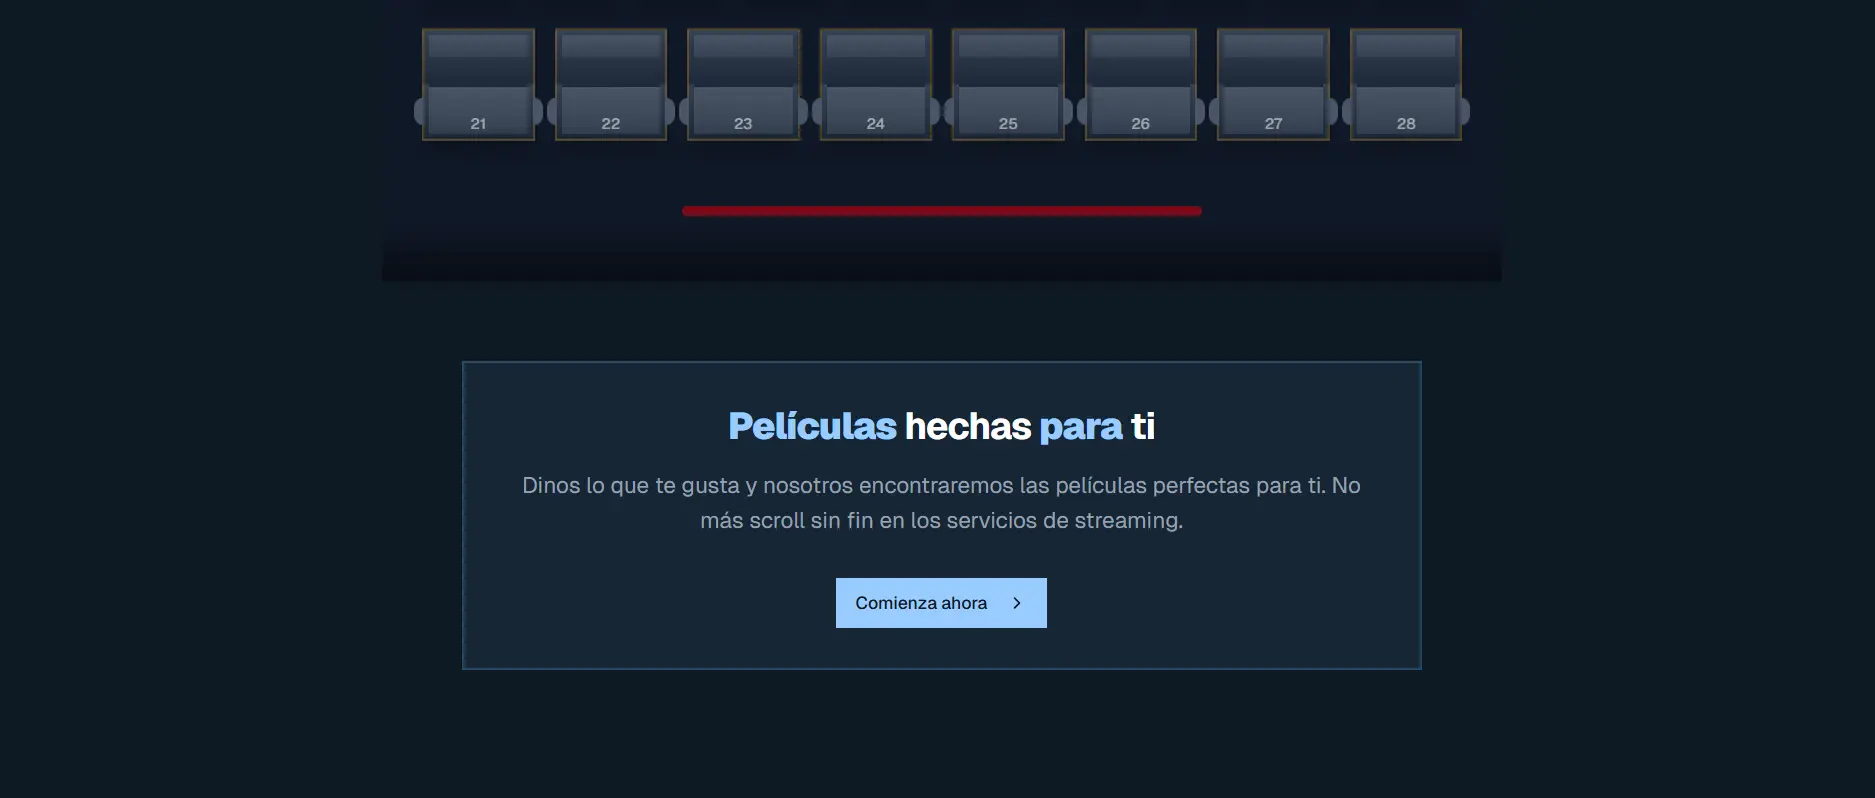 21 22 23 24 25 26 27 28
Películas hechas para ti
Dinos lo que te gusta y nosotros encontraremos las películas perfectas para ti. No
más scroll sin fin en los servicios de streaming.
Comienza ahora